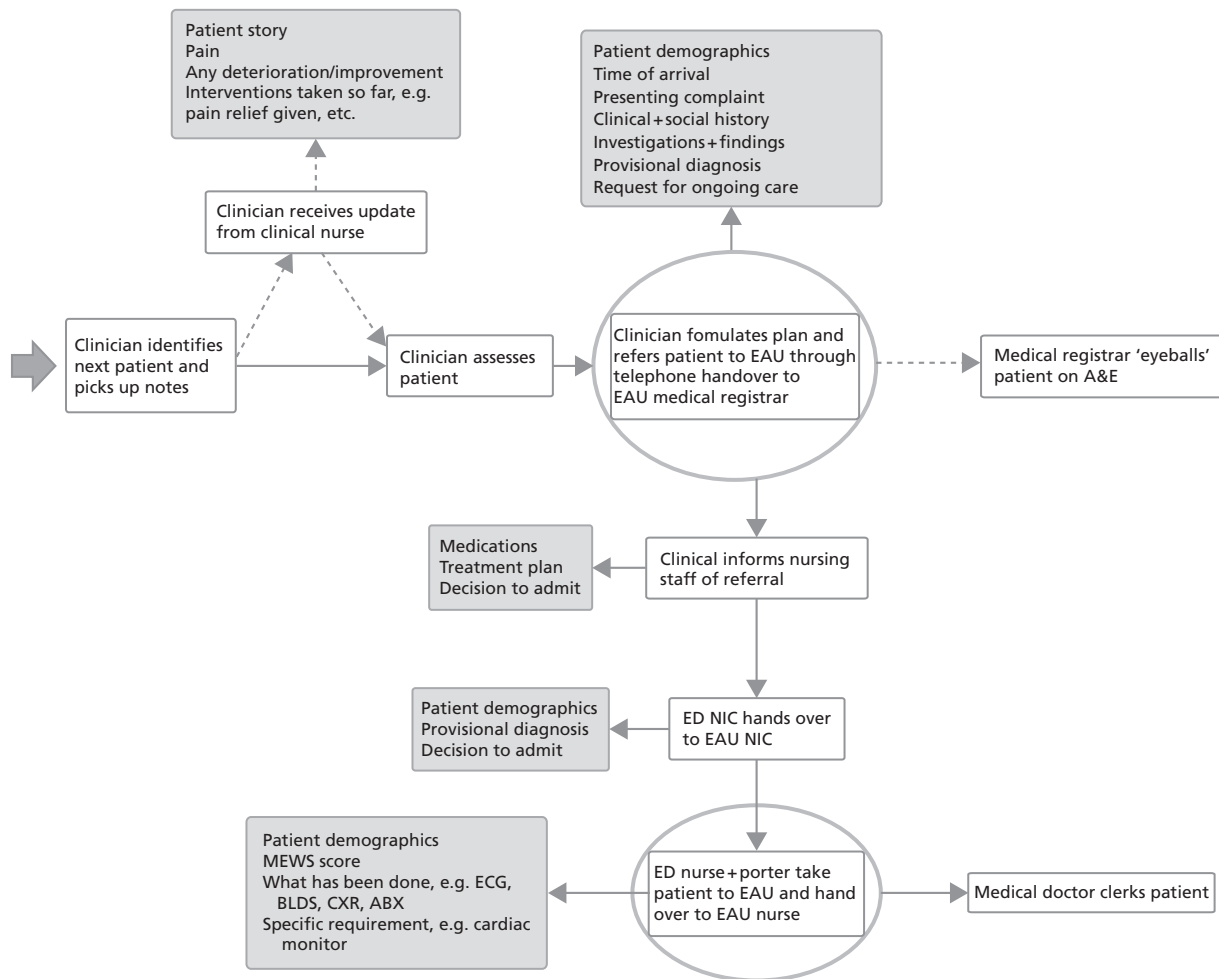 Patient story
Pain
Any deterioration/improvement
Interventions taken so far, e.g.
pain relief given, etc.
Patient demographics
Time of arrival
Presenting complaint
Clinical+social history
Investigations+findings
Provisional diagnosis
Request for ongoing care
Clinician receives update
from clinical nurse
Clinician identifies
next patient and
picks up notes
Clinician assesses
patient
Clinician fomulates plan and
refers patient to EAU through
telephone handover to
EAU medical registrar
Medical registrar 'eyeballs'
patient on A&E
Medications
Treatment plan
Decision to admit
Clinical informs nursing
staff of referral
Patient demographics
Provisional diagnosis
Decision to admit
ED NIC hands over
to EAU NIC
Patient demographics
MEWS score
What has been done, e.g. ECG,
BLDS, CXR, ABX
Specific requirement, e.g. cardiac
monitor
ED nurse+porter take
patient to EAU and hand
over to EAU nurse
Medical doctor clerks patient